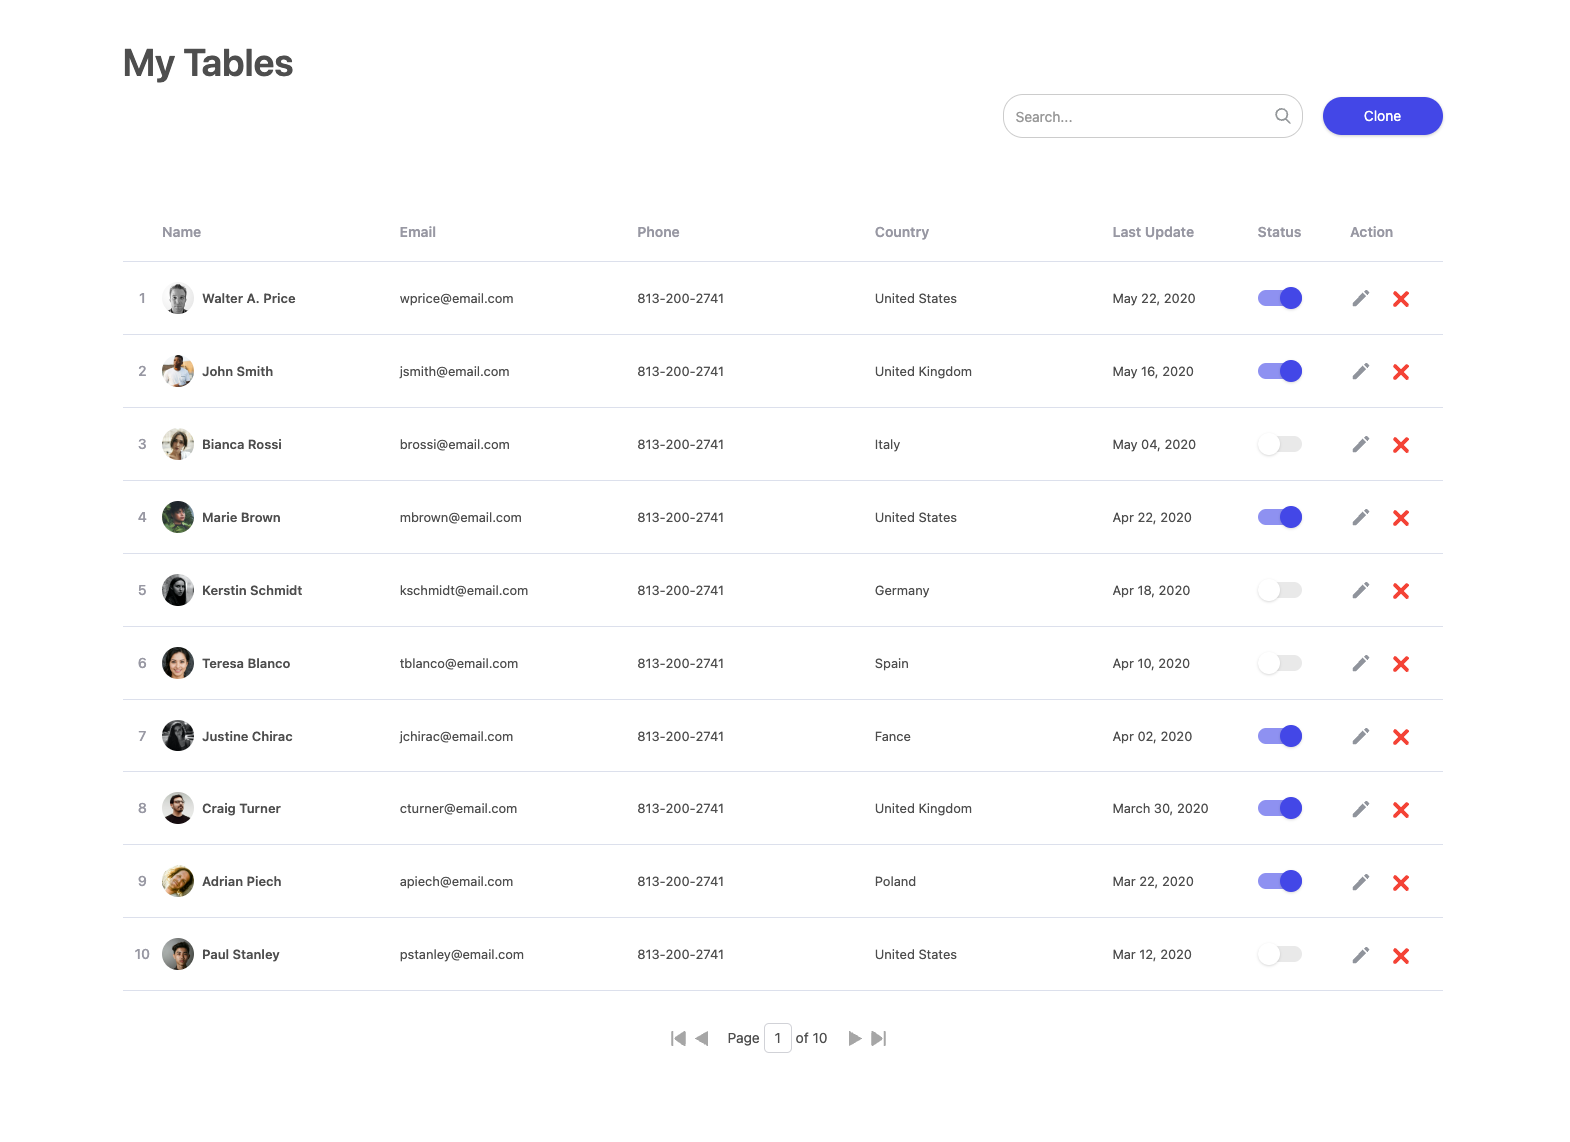 My Tables
Search...
Clone
Name Email Phone Country Last Update Status Action
1 Walter A. Price wprice@email.com 813-200-2741 United States May 22, 2020
2 John Smith jsmith@email.com 813-200-2741 United Kingdom May 16, 2020
3 Bianca Rossi brossi@email.com 813-200-2741 Italy May 04, 2020
4 Marie Brown mbrown@email.com 813-200-2741 United States Apr 22, 2020
5 Kerstin Schmidt kschmidt@email.com 813-200-2741 Germany Apr 18, 2020
6 Teresa Blanco tblanco@email.com 813-200-2741 Spain Apr 10, 2020
7 Justine Chirac jchirac@email.com 813-200-2741 Fance Apr 02, 2020
8 Craig Turner cturner@email.com 813-200-2741 United Kingdom March 30, 2020
9 Adrian Piech apiech@email.com 813-200-2741 Poland Mar 22, 2020
10 Paul Stanley pstanley@email.com 813-200-2741 United States Mar 12, 2020
Page 1 of 10